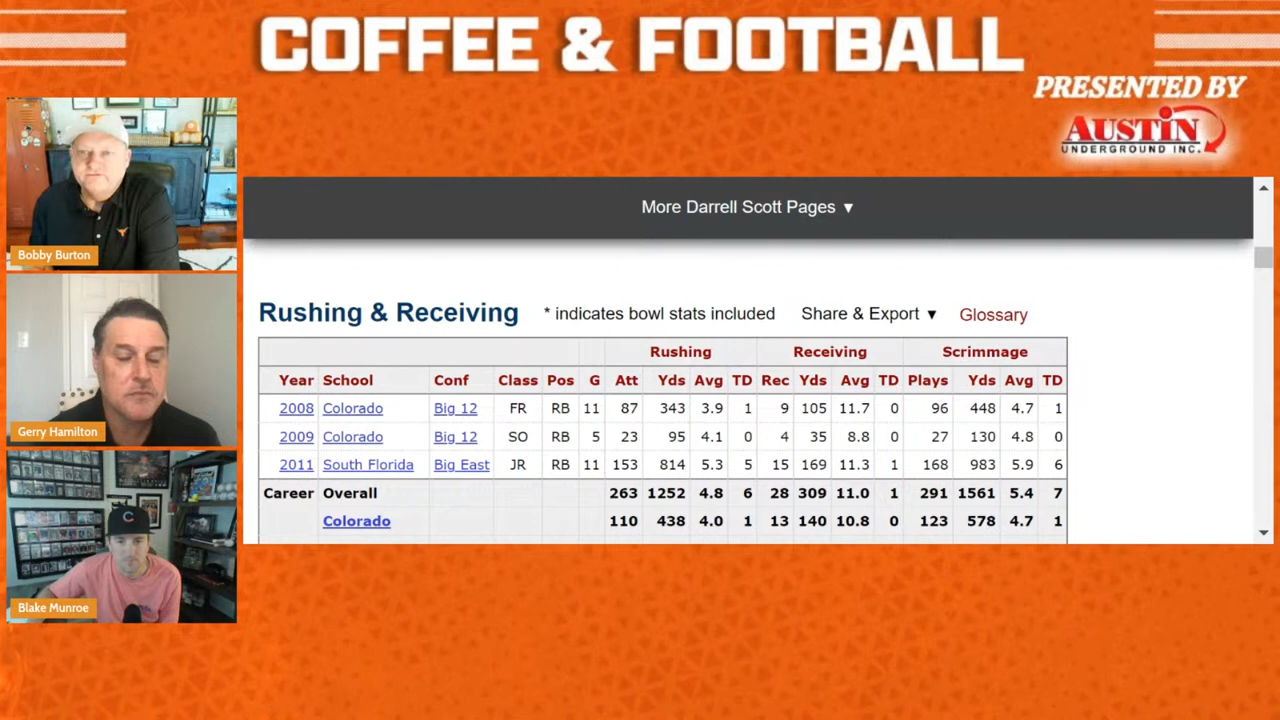 COFFEE & FOOTBALL
PRESENTED BY
AUSTIN
UNDERGROUND INC.
Bobby Burton
Gerry Hamilton
Blake Munroe
More Darrell Scott Pages ▼
Rushing & Receiving * indicates bowl stats included Share & Export ▼ Glossary
Rushing Receiving Scrimmage
Year School Conf Class Pos G Att Yds Avg TD Rec Yds Avg TD Plays Yds Avg TD
2008 Colorado Big 12 FR RB 11 87 343 3.9 1 9 105 11.7 0 96 448 4.7 1
2009 Colorado Big 12 SO RB 5 23 95 4.1 0 4 35 8.8 0 27 130 4.8 0
2011 South Florida Big East JR RB 11 153 814 5.3 5 15 169 11.3 1 168 983 5.9 6
Career Overall 263 1252 4.8 6 28 309 11.0 1 291 1561 5.4 7
Colorado 110 438 4.0 1 13 140 10.8 0 123 578 4.7 1